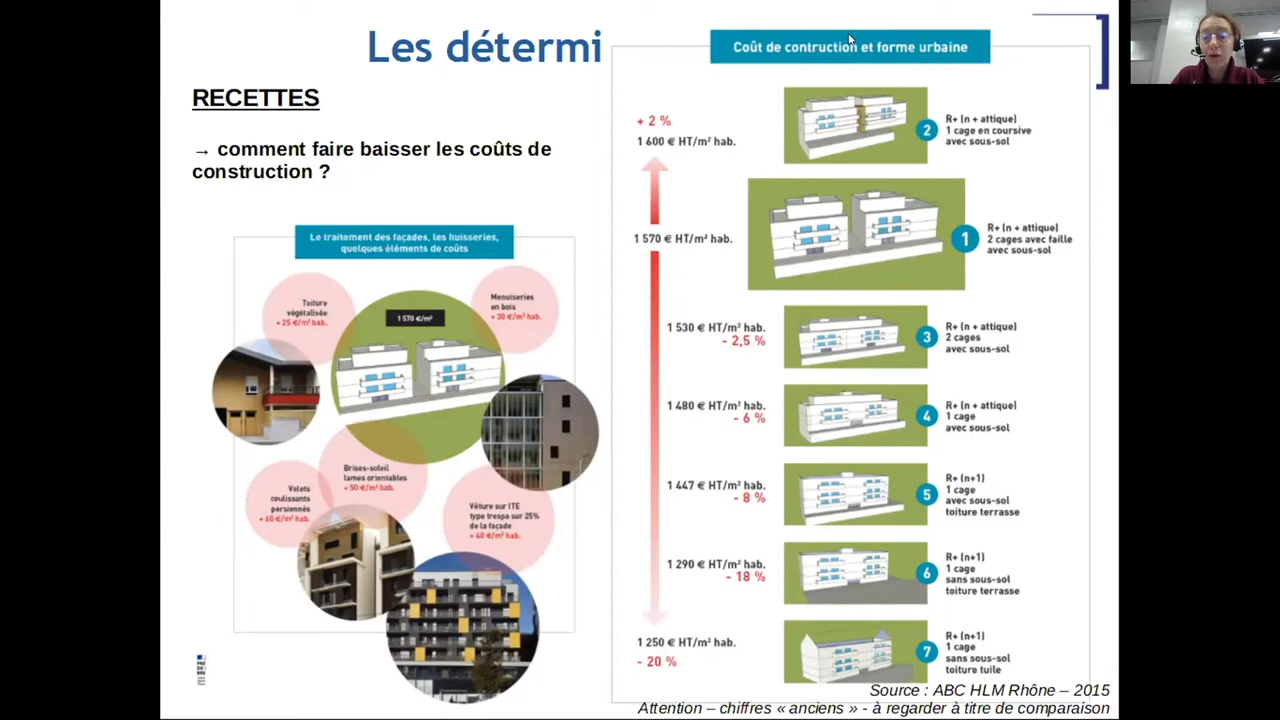 Les détermi
RECETTES
→ comment faire baisser les coûts de
construction ?
Le traitement des façades, les huisseries,
quelques éléments de coûts
Toiture
végétalisée
+ 25 €/m² hab.
1 570 €/m²
Menuiseries
en bois
+ 30 €/m² hab.
Brises-soleil
lames orientables
+ 50 €/m² hab.
Volets
coulissants
persiennés
+ 60 €/m² hab.
Vêture sur ITE
type trespa sur 25%
de la façade
+ 40 €/m² hab.
Coût de contruction et forme urbaine
+ 2 %
1 600 € HT/m² hab.
2
R+ (n + attique)
1 cage en coursive
avec sous-sol
1 570 € HT/m² hab.
1
R+ (n + attique)
2 cages avec faille
avec sous-sol
1 530 € HT/m² hab.
- 2,5 %
3
R+ (n + attique)
2 cages
avec sous-sol
1 480 € HT/m² hab.
- 6 %
4
R+ (n + attique)
1 cage
avec sous-sol
1 447 € HT/m² hab.
- 8 %
5
R+ (n+1)
1 cage
avec sous-sol
toiture terrasse
1 290 € HT/m² hab.
- 18 %
6
R+ (n+1)
1 cage
sans sous-sol
toiture terrasse
1 250 € HT/m² hab.
- 20 %
7
R+ (n+1)
1 cage
sans sous-sol
toiture tuile
Source : ABC HLM Rhône – 2015
Attention – chiffres « anciens » - à regarder à titre de comparaison